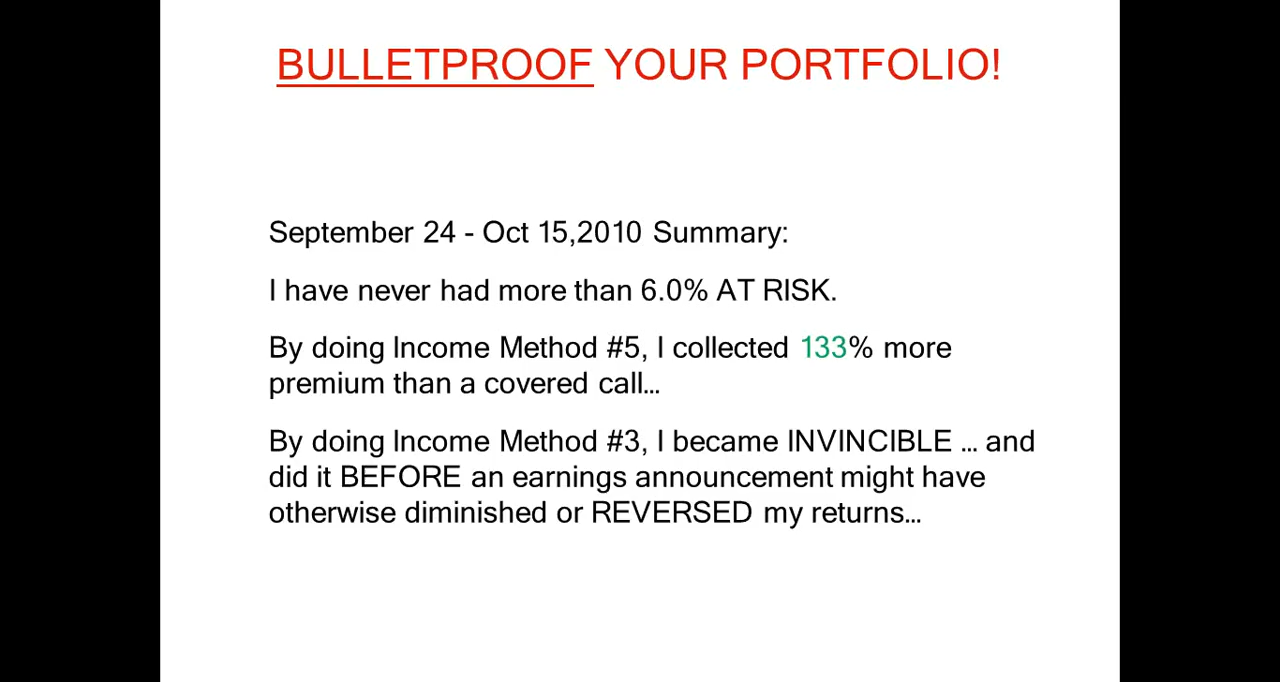 BULLETPROOF YOUR PORTFOLIO!
September 24 - Oct 15,2010 Summary:
I have never had more than 6.0% AT RISK.
By doing Income Method #5, I collected 133% more
premium than a covered call...
By doing Income Method #3, I became INVINCIBLE ... and
did it BEFORE an earnings announcement might have
otherwise diminished or REVERSED my returns...